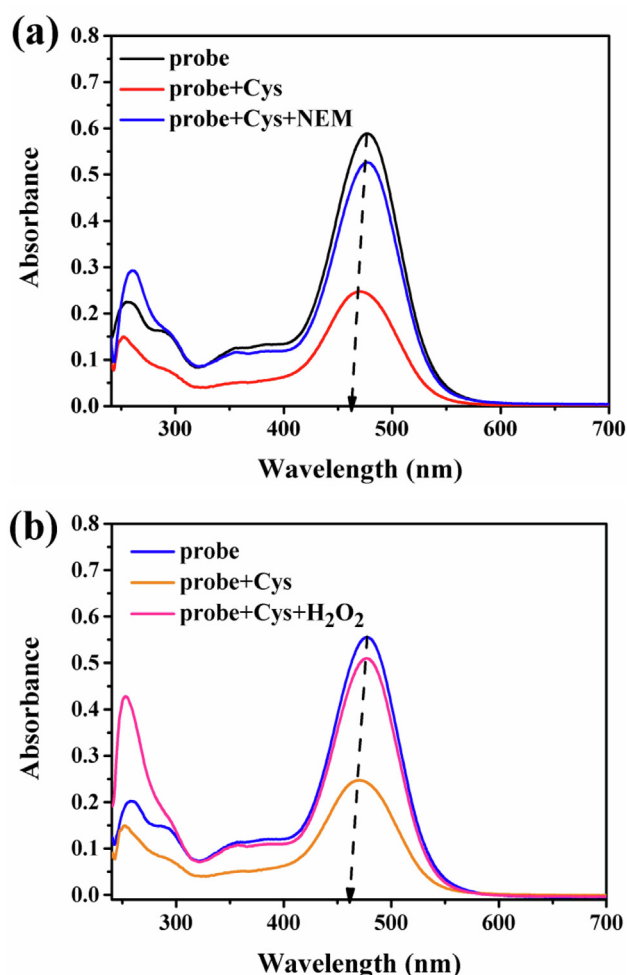 (a)
probe
probe+Cys
probe+Cys+NEM
Absorbance
0.8
0.7
0.6
0.5
0.4
0.3
0.2
0.1
0.0
300 400 500 600 700
Wavelength (nm)
(b)
probe
probe+Cys
probe+Cys+H₂O₂
Absorbance
0.8
0.7
0.6
0.5
0.4
0.3
0.2
0.1
0.0
300 400 500 600 700
Wavelength (nm)